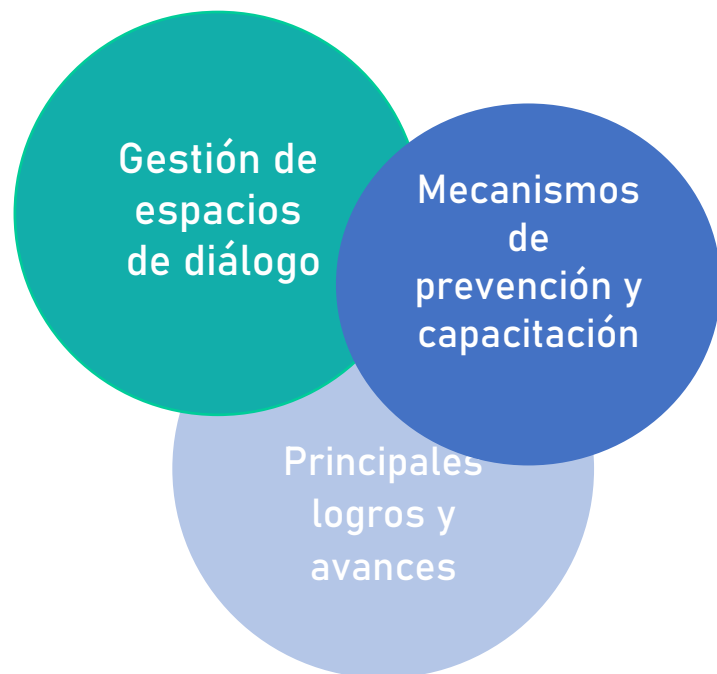 Gestión de
espacios
de diálogo
Mecanismos
de
prevención y
capacitación
Principales
logros y
avances